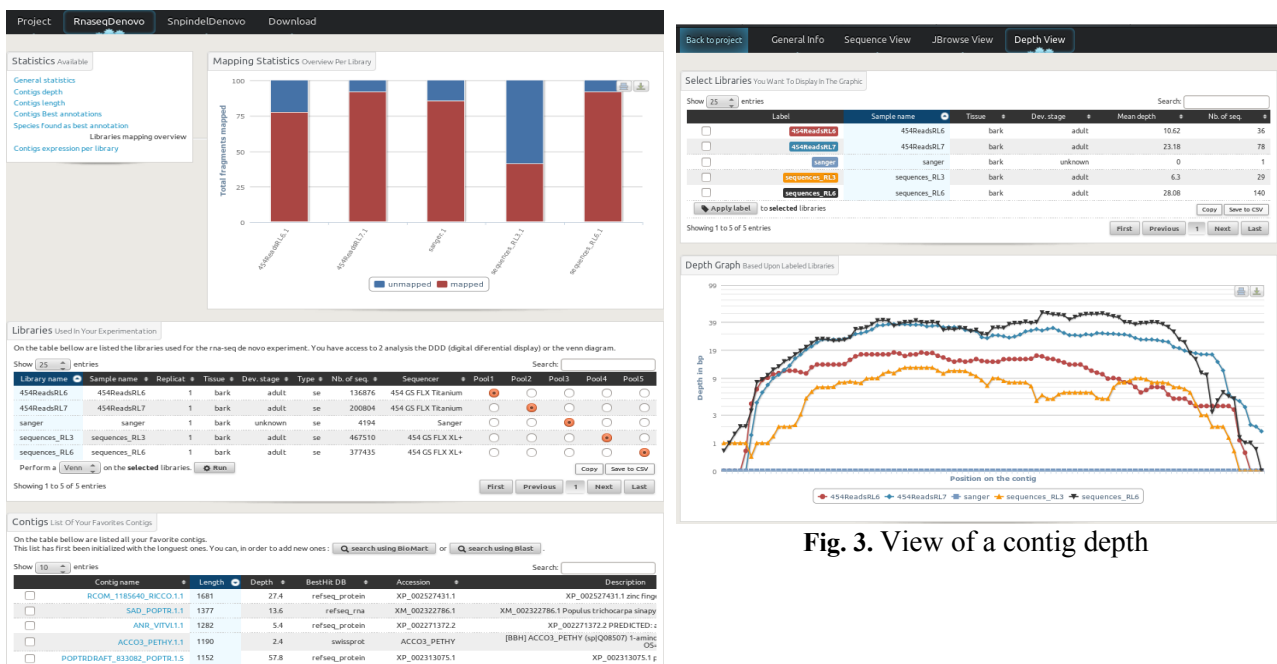 Project RnaseqDenovo SnpindelDenovo Download
Statistics Available
General statistics
Contigs depth
Contigs length
Contigs Best annotations
Species found as best annotation
Libraries mapping overview
Contigs expression per library
Mapping Statistics Overview Per Library
100
75
50
25
0
Total fragments mapped
454ReadsRL6.1
454ReadsRL7.1
sanger.1
sequences_RL3.1
sequences_RL6.1
unmapped mapped
Libraries Used In Your Experimentation
On the table bellow are listed the libraries used for the rna-seq de novo experiment. You have access to 2 analysis the DDD (digital diferential display) or the venn diagram.
Show 25 entries Search:
Library name Sample name Replicat Tissue Dev. stage Type Nb. of seq. Sequencer Pool1 Pool2 Pool3 Pool4 Pool5
454ReadsRL6 454ReadsRL6 1 bark adult se 136876 454 GS FLX Titanium
454ReadsRL7 454ReadsRL7 1 bark adult se 200804 454 GS FLX Titanium
sanger sanger 1 bark unknown se 4194 Sanger
sequences_RL3 sequences_RL3 1 bark adult se 467510 454 GS FLX XL+
sequences_RL6 sequences_RL6 1 bark adult se 377435 454 GS FLX XL+
Perform a Venn on the selected libraries. Run Copy Save to CSV
Showing 1 to 5 of 5 entries First Previous 1 Next Last
Contigs List Of Your Favorites Contigs
On the table bellow are listed all your favorite contigs.
This list has first been initialized with the longuest ones. You can, in order to add new ones : search using BioMart or search using Blast .
Show 10 entries Search:
Contig name Length Depth BestHit DB Accession Description
RCOM_1185640_RICCO.1.1 1681 27.4 refseq_protein XP_002527431.1 XP_002527431.1 zinc finge
SAD_POPTR.1.1 1377 13.6 refseq_rna XM_002322786.1 XM_002322786.1 Populus trichocarpa sinapy
ANR_VITVI.1.1 1282 5.4 refseq_protein XP_002271372.2 XP_002271372.2 PREDICTED: a
ACCO3_PETHY.1.1 1190 2.4 swissprot ACCO3_PETHY [BBH] ACCO3_PETHY (sp|Q08507) 1-aminc
OS=
POPTRDRAFT_833082_POPTR.1.5 1152 57.8 refseq_protein XP_002313075.1 XP_002313075.1 p
Back to project General Info Sequence View JBrowse View Depth View
Select Libraries You Want To Display In The Graphic
Show 25 entries Search:
Label Sample name Tissue Dev. stage Mean depth Nb. of seq.
454ReadsRL6 454ReadsRL6 bark adult 10.62 36
454ReadsRL7 454ReadsRL7 bark adult 23.18 78
sanger sanger bark unknown 0 1
sequences_RL3 sequences_RL3 bark adult 6.3 29
sequences_RL6 sequences_RL6 bark adult 28.08 140
Apply label to selected libraries Copy Save to CSV
Showing 1 to 5 of 5 entries First Previous 1 Next Last
Depth Graph Based Upon Labeled Libraries
99
39
19
9
3
1
0
Depth in bp
Position on the contig
454ReadsRL6 454ReadsRL7 sanger sequences_RL3 sequences_RL6
Fig. 3. View of a contig depth